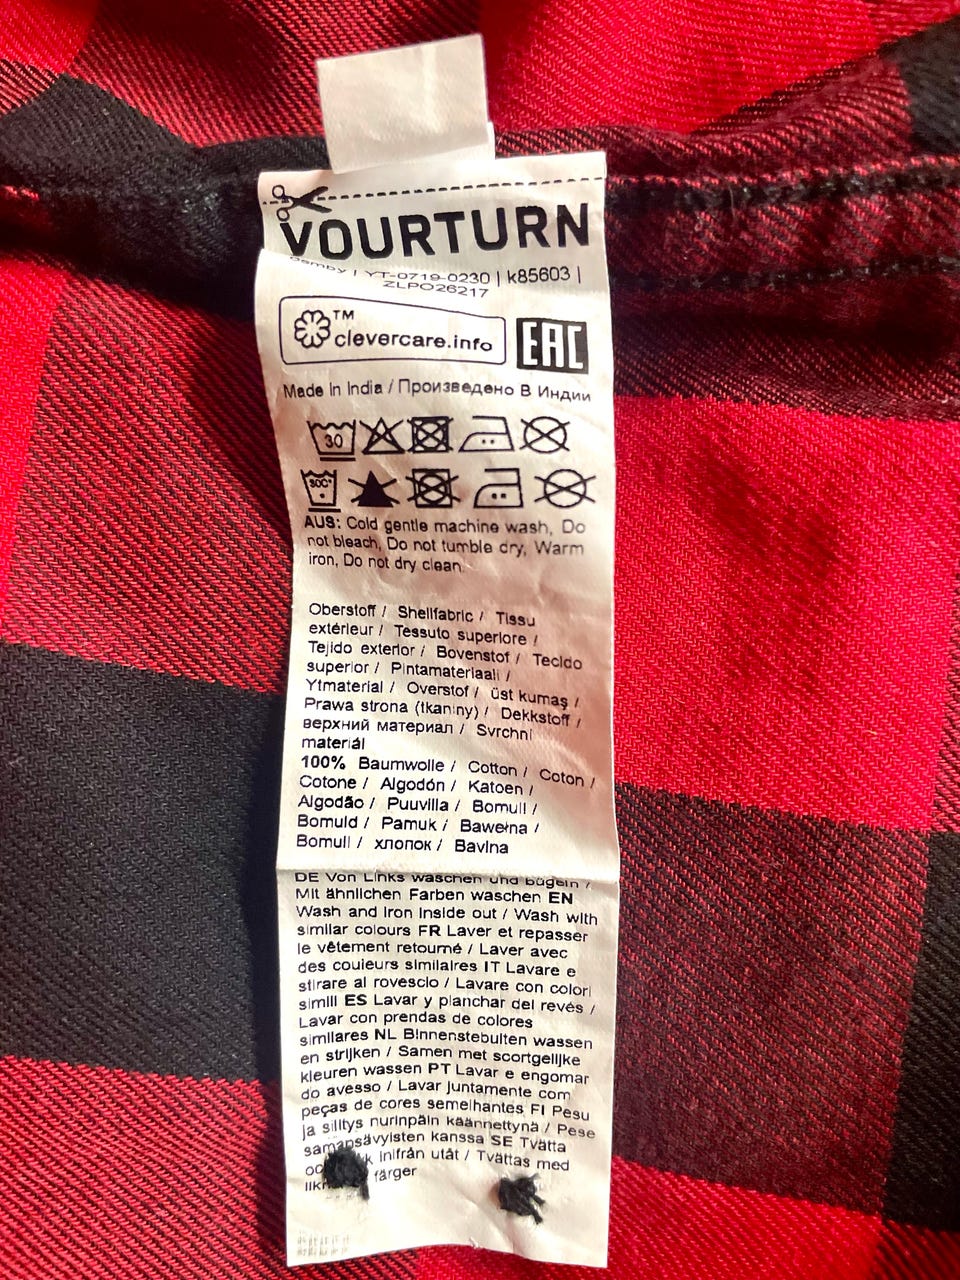 YOURTURN
YT-0719-0230 | k85603 |
ZLPO26217
TM
clevercare.info
EAC
Made In India / Произведено В Индии
30
30C°
AUS: Cold gentle machine wash, Do
not bleach, Do not tumble dry, Warm
iron, Do not dry clean.
Oberstoff / Shellfabric / Tissu
extérieur / Tessuto superiore /
Tejido exterior / Bovenstof / Tecido
superior / Pintamateriaali /
Ytmaterial / Overstof / üst kumaş /
Prawa strona (tkaniny) / Dekkstoff /
верхний материал / Svrchní
materiál
100% Baumwolle / Cotton / Coton /
Cotone / Algodón / Katoen /
Algodão / Puuvilla / Bomull /
Bomuld / Pamuk / Bawełna /
Bomull / хлопок / Bavlna
DE Von Links waschen und bügeln /
Mit ähnlichen Farben waschen EN
Wash and iron inside out / Wash with
similar colours FR Laver et repasser
le vêtement retourné / Laver avec
des couleurs similaires IT Lavare e
stirare al rovescio / Lavare con colori
simili ES Lavar y planchar del revés /
Lavar con prendas de colores
similares NL Binnenstebuiten wassen
en strijken / Samen met soortgelijke
kleuren wassen PT Lavar e engomar
do avesso / Lavar juntamente com
peças de cores semelhantes FI Pesu
ja silitys nurinpäin käännettynä / Pese
samansävyisten kanssa SE Tvätta
inifrån utåt / Tvättas med
färger